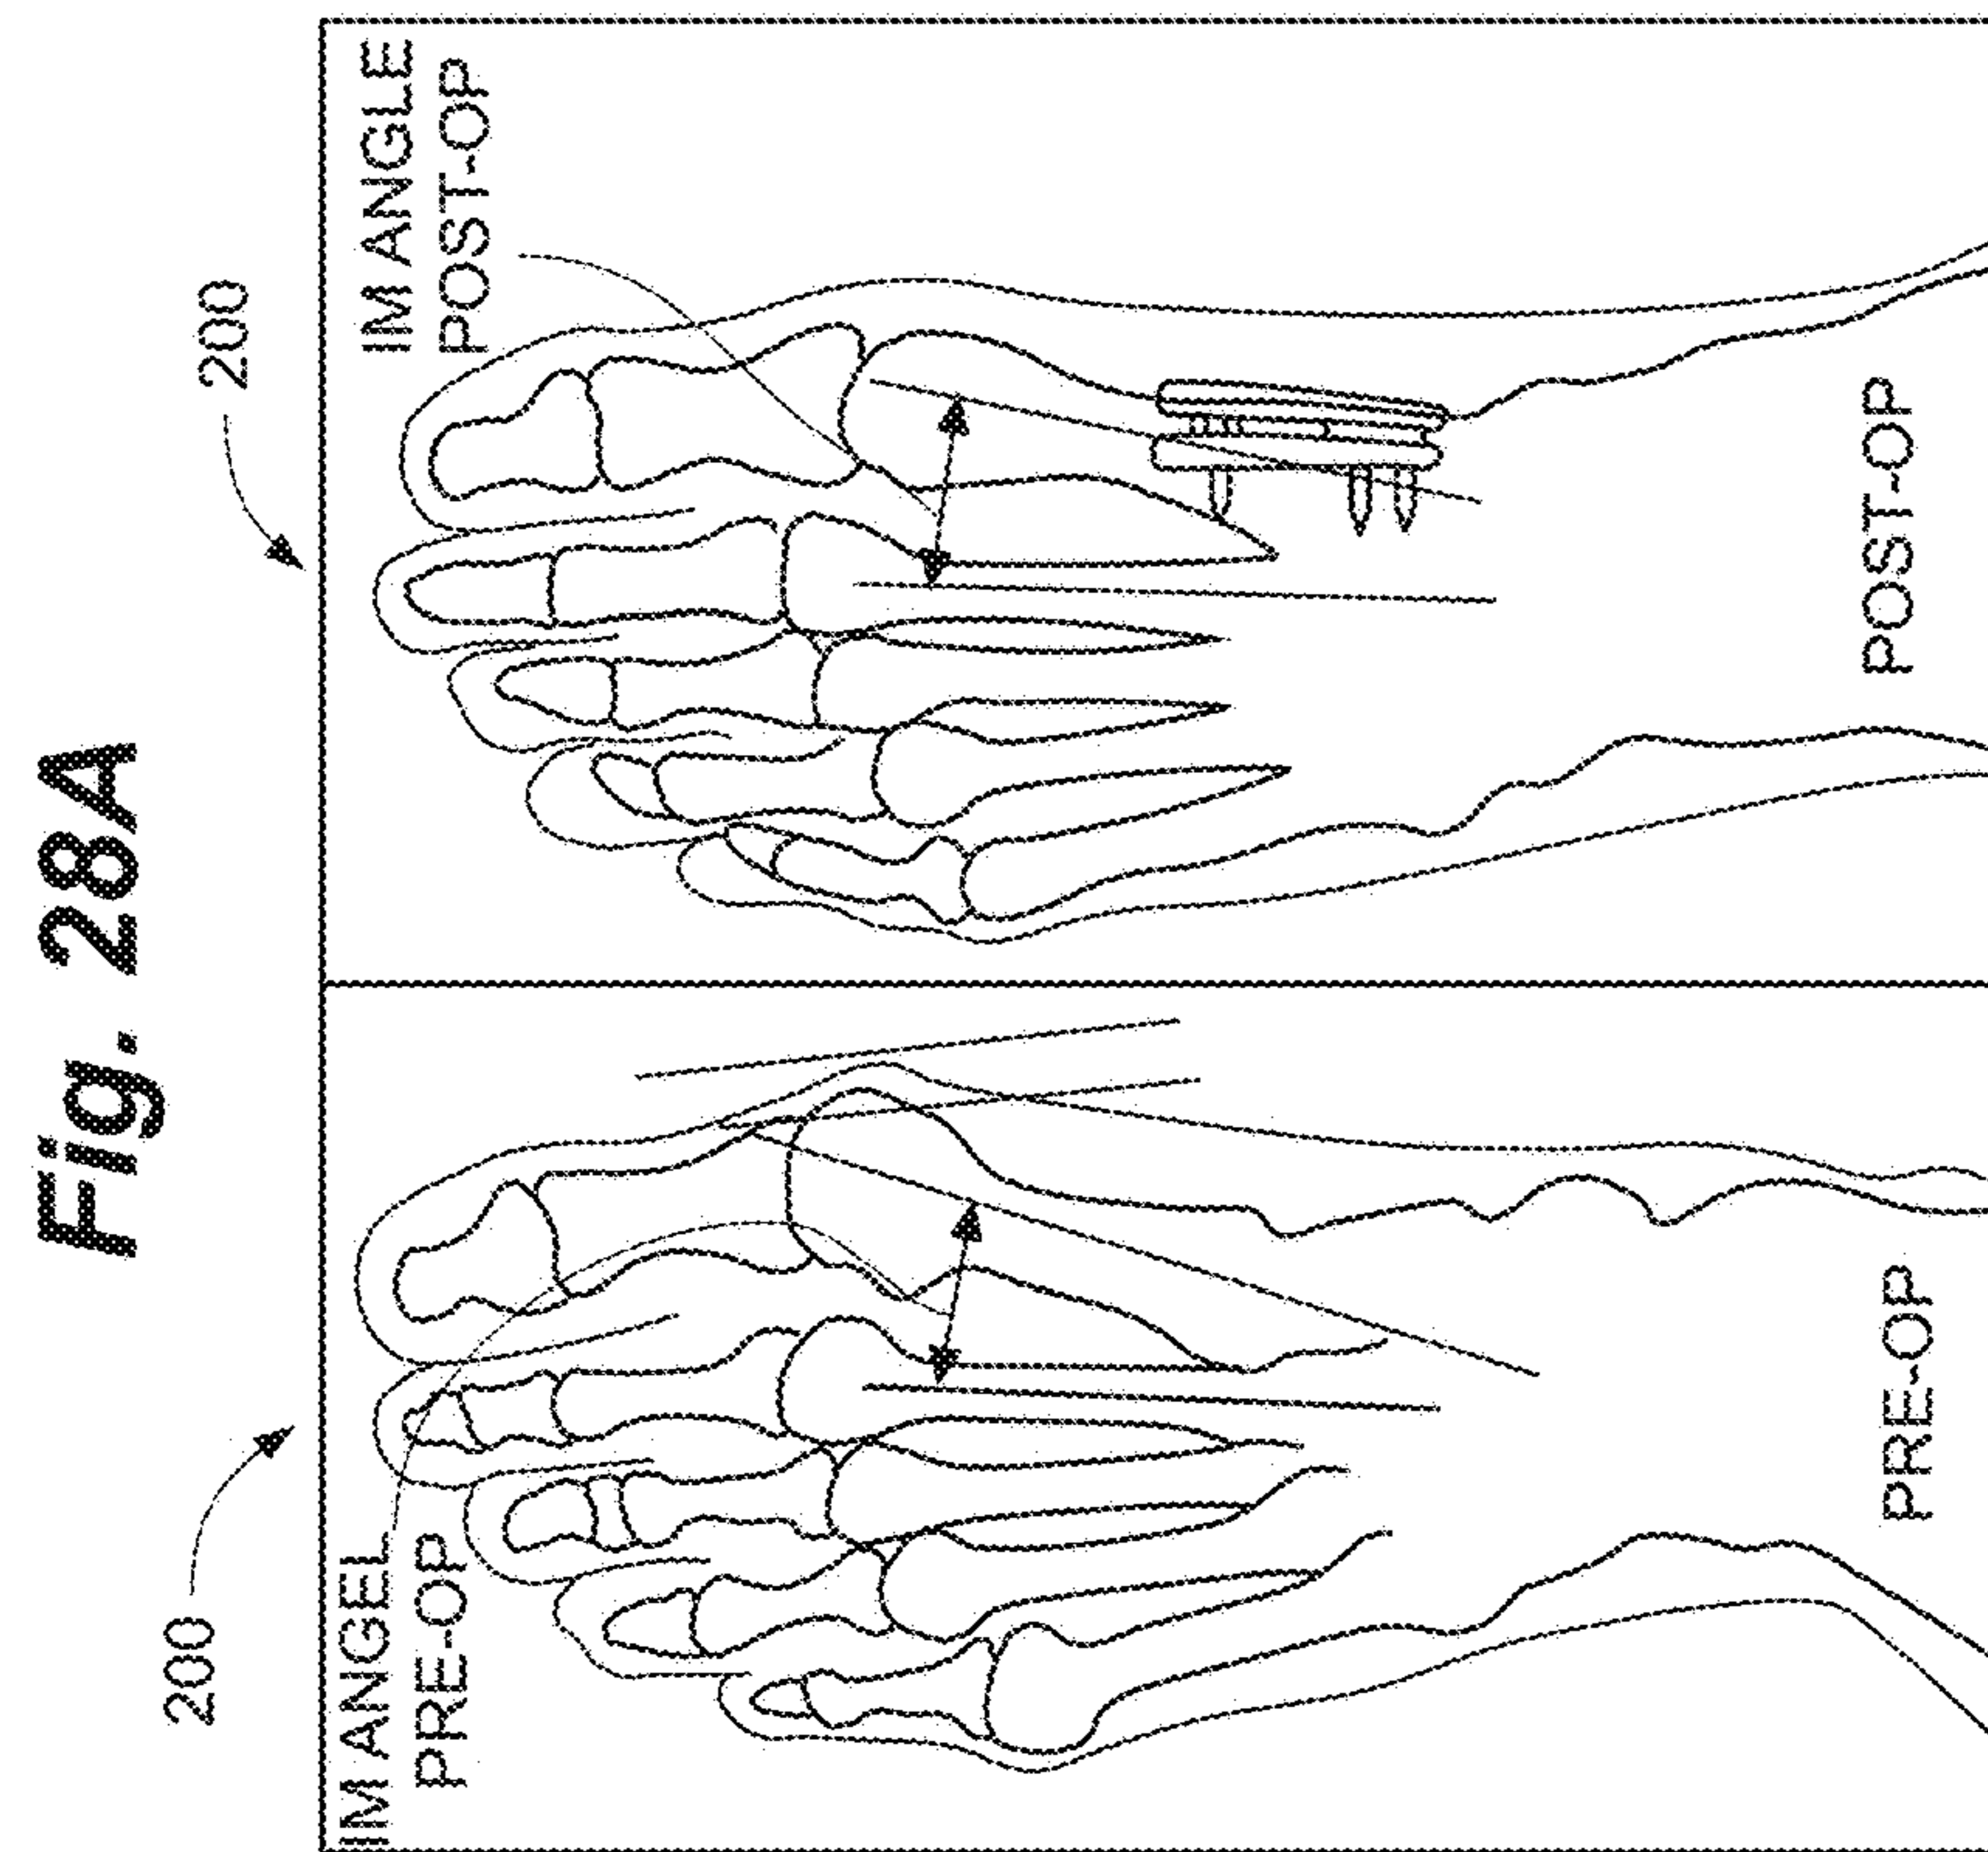 Fig. 28A
200
200
IM ANGEL
PRE-OP
IM ANGLE
POST-OP
PRE-OP
POST-OP